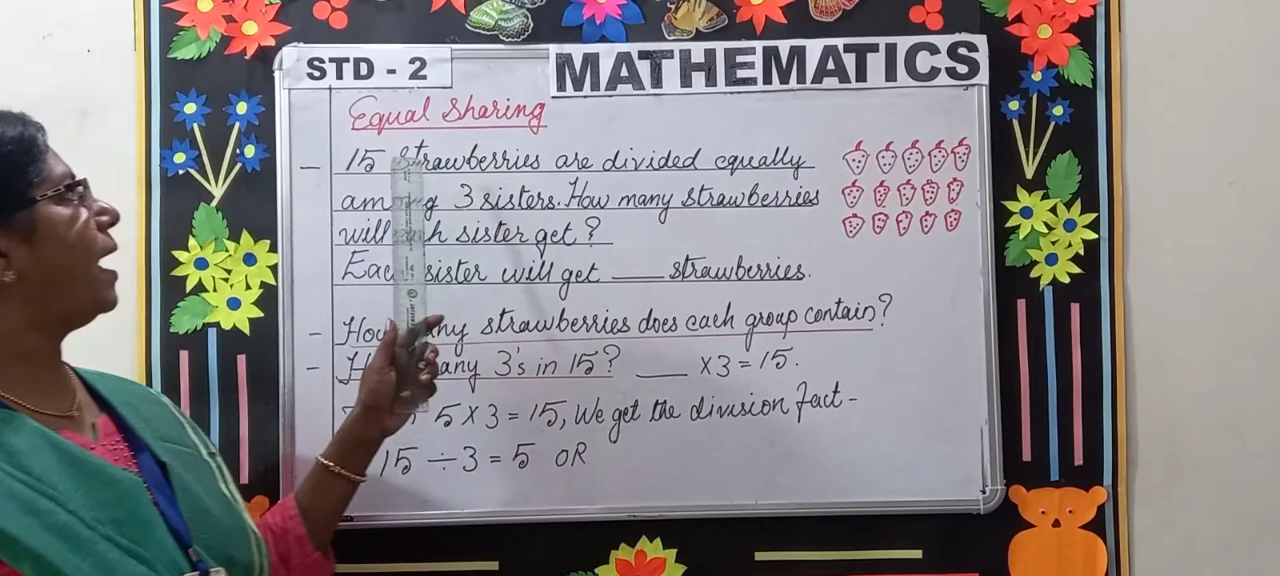 STD - 2
MATHEMATICS
Equal Sharing
- 15 Strawberries are divided equally
among 3 sisters. How many strawberries
will each sister get?
Each sister will get ___ strawberries.
- How many strawberries does each group contain?
- How many 3's in 15? ___ x 3 = 15.
5 x 3 = 15, We get the division fact -
15 ÷ 3 = 5 OR